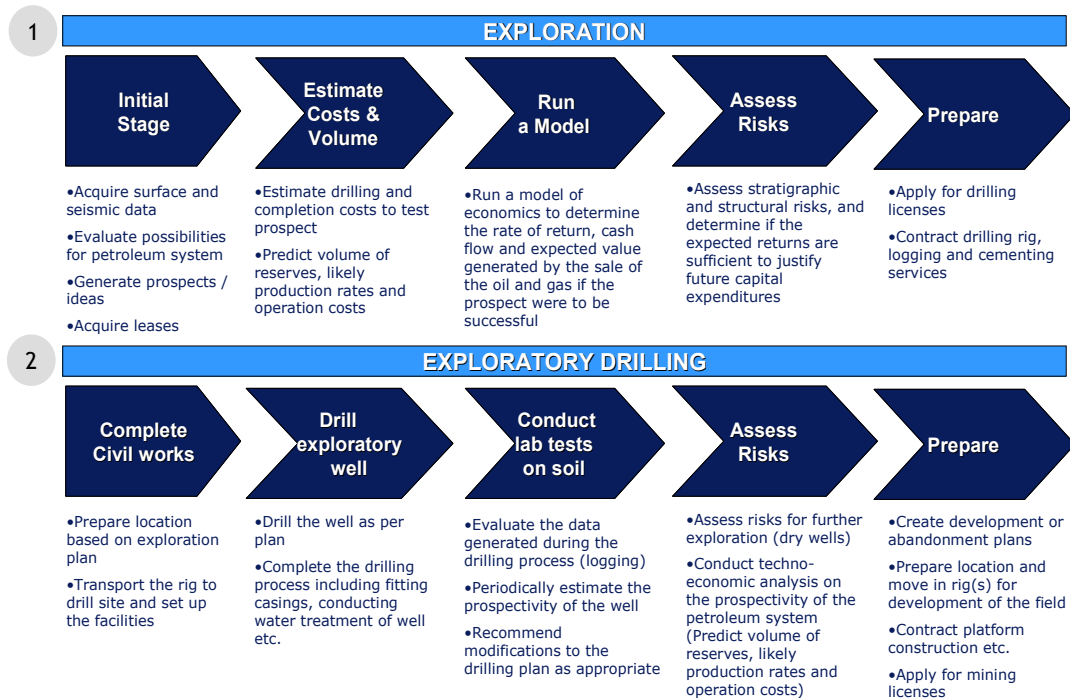 1
EXPLORATION
Initial
Stage
Estimate
Costs &
Volume
Run
a Model
Assess
Risks
Prepare
•Acquire surface and
seismic data
•Evaluate possibilities
for petroleum system
•Generate prospects /
ideas
•Acquire leases
•Estimate drilling and
completion costs to test
prospect
•Predict volume of
reserves, likely
production rates and
operation costs
•Run a model of
economics to determine
the rate of return, cash
flow and expected value
generated by the sale of
the oil and gas if the
prospect were to be
successful
•Assess stratigraphic
and structural risks, and
determine if the
expected returns are
sufficient to justify
future capital
expenditures
•Apply for drilling
licenses
•Contract drilling rig,
logging and cementing
services
2
EXPLORATORY DRILLING
Complete
Civil works
Drill
exploratory
well
Conduct
lab tests
on soil
Assess
Risks
Prepare
•Prepare location
based on exploration
plan
•Transport the rig to
drill site and set up
the facilities
•Drill the well as per
plan
•Complete the drilling
process including fitting
casings, conducting
water treatment of well
etc.
•Evaluate the data
generated during the
drilling process (logging)
•Periodically estimate the
prospectivity of the well
•Recommend
modifications to the
drilling plan as appropriate
•Assess risks for further
exploration (dry wells)
•Conduct techno-
economic analysis on
the prospectivity of the
petroleum system
(Predict volume of
reserves, likely
production rates and
operation costs)
•Create development or
abandonment plans
•Prepare location and
move in rig(s) for
development of the field
•Contract platform
construction etc.
•Apply for mining
licenses